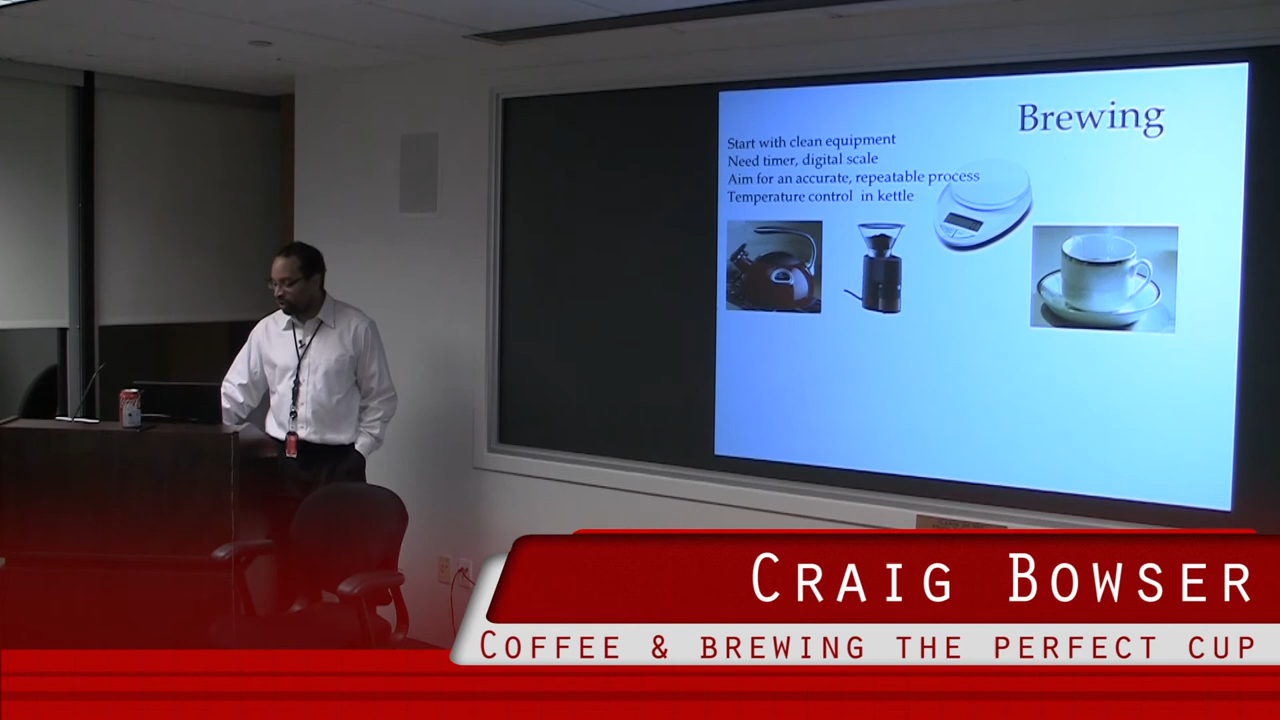 Brewing
Start with clean equipment
Need timer, digital scale
Aim for an accurate, repeatable process
Temperature control in kettle
Craig Bowser
Coffee & brewing the perfect cup